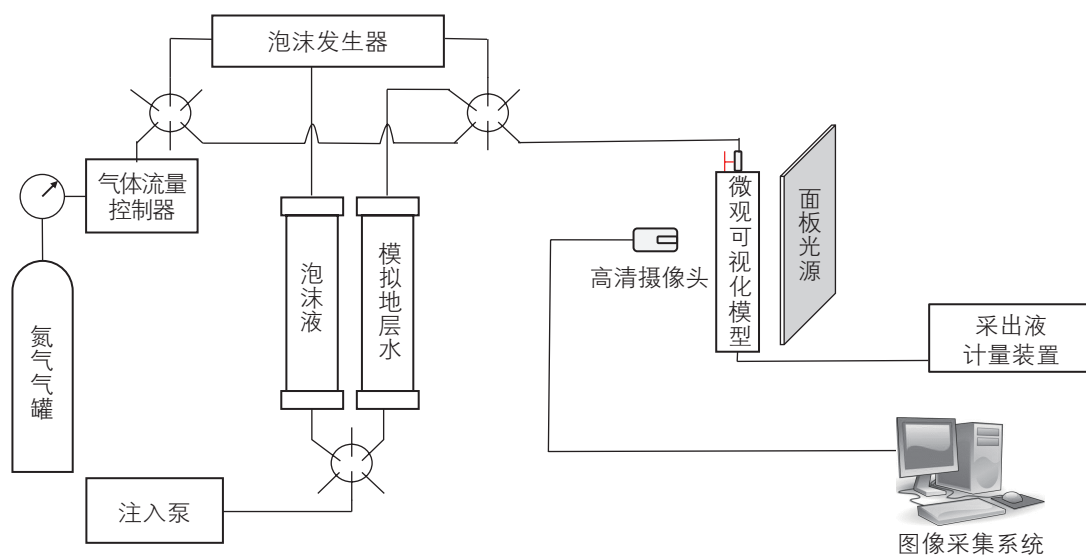 泡沫发生器
气体流量
控制器
氮气气罐
泡沫液
模拟地层水
注入泵
高清摄像头
微观可视化模型
面板光源
采出液
计量装置
图像采集系统